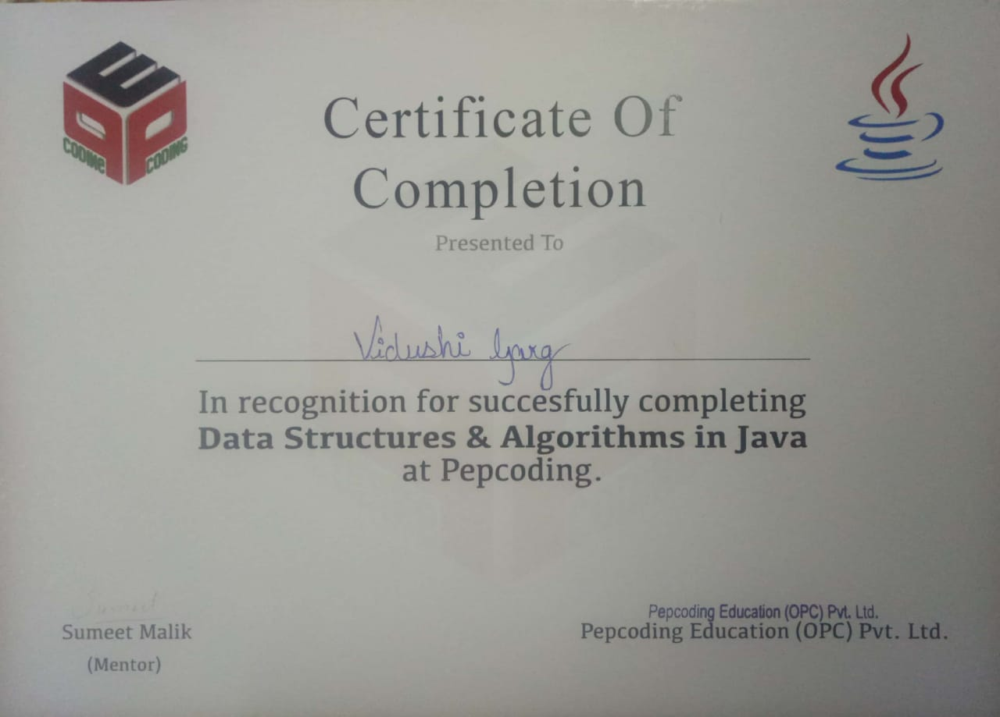 PEP
CODING
CODING
Certificate Of
Completion
Presented To
Vidushi Garg
In recognition for succesfully completing
Data Structures & Algorithms in Java
at Pepcoding.
Sumeet
Sumeet Malik
(Mentor)
Pepcoding Education (OPC) Pvt. Ltd.
Pepcoding Education (OPC) Pvt. Ltd.